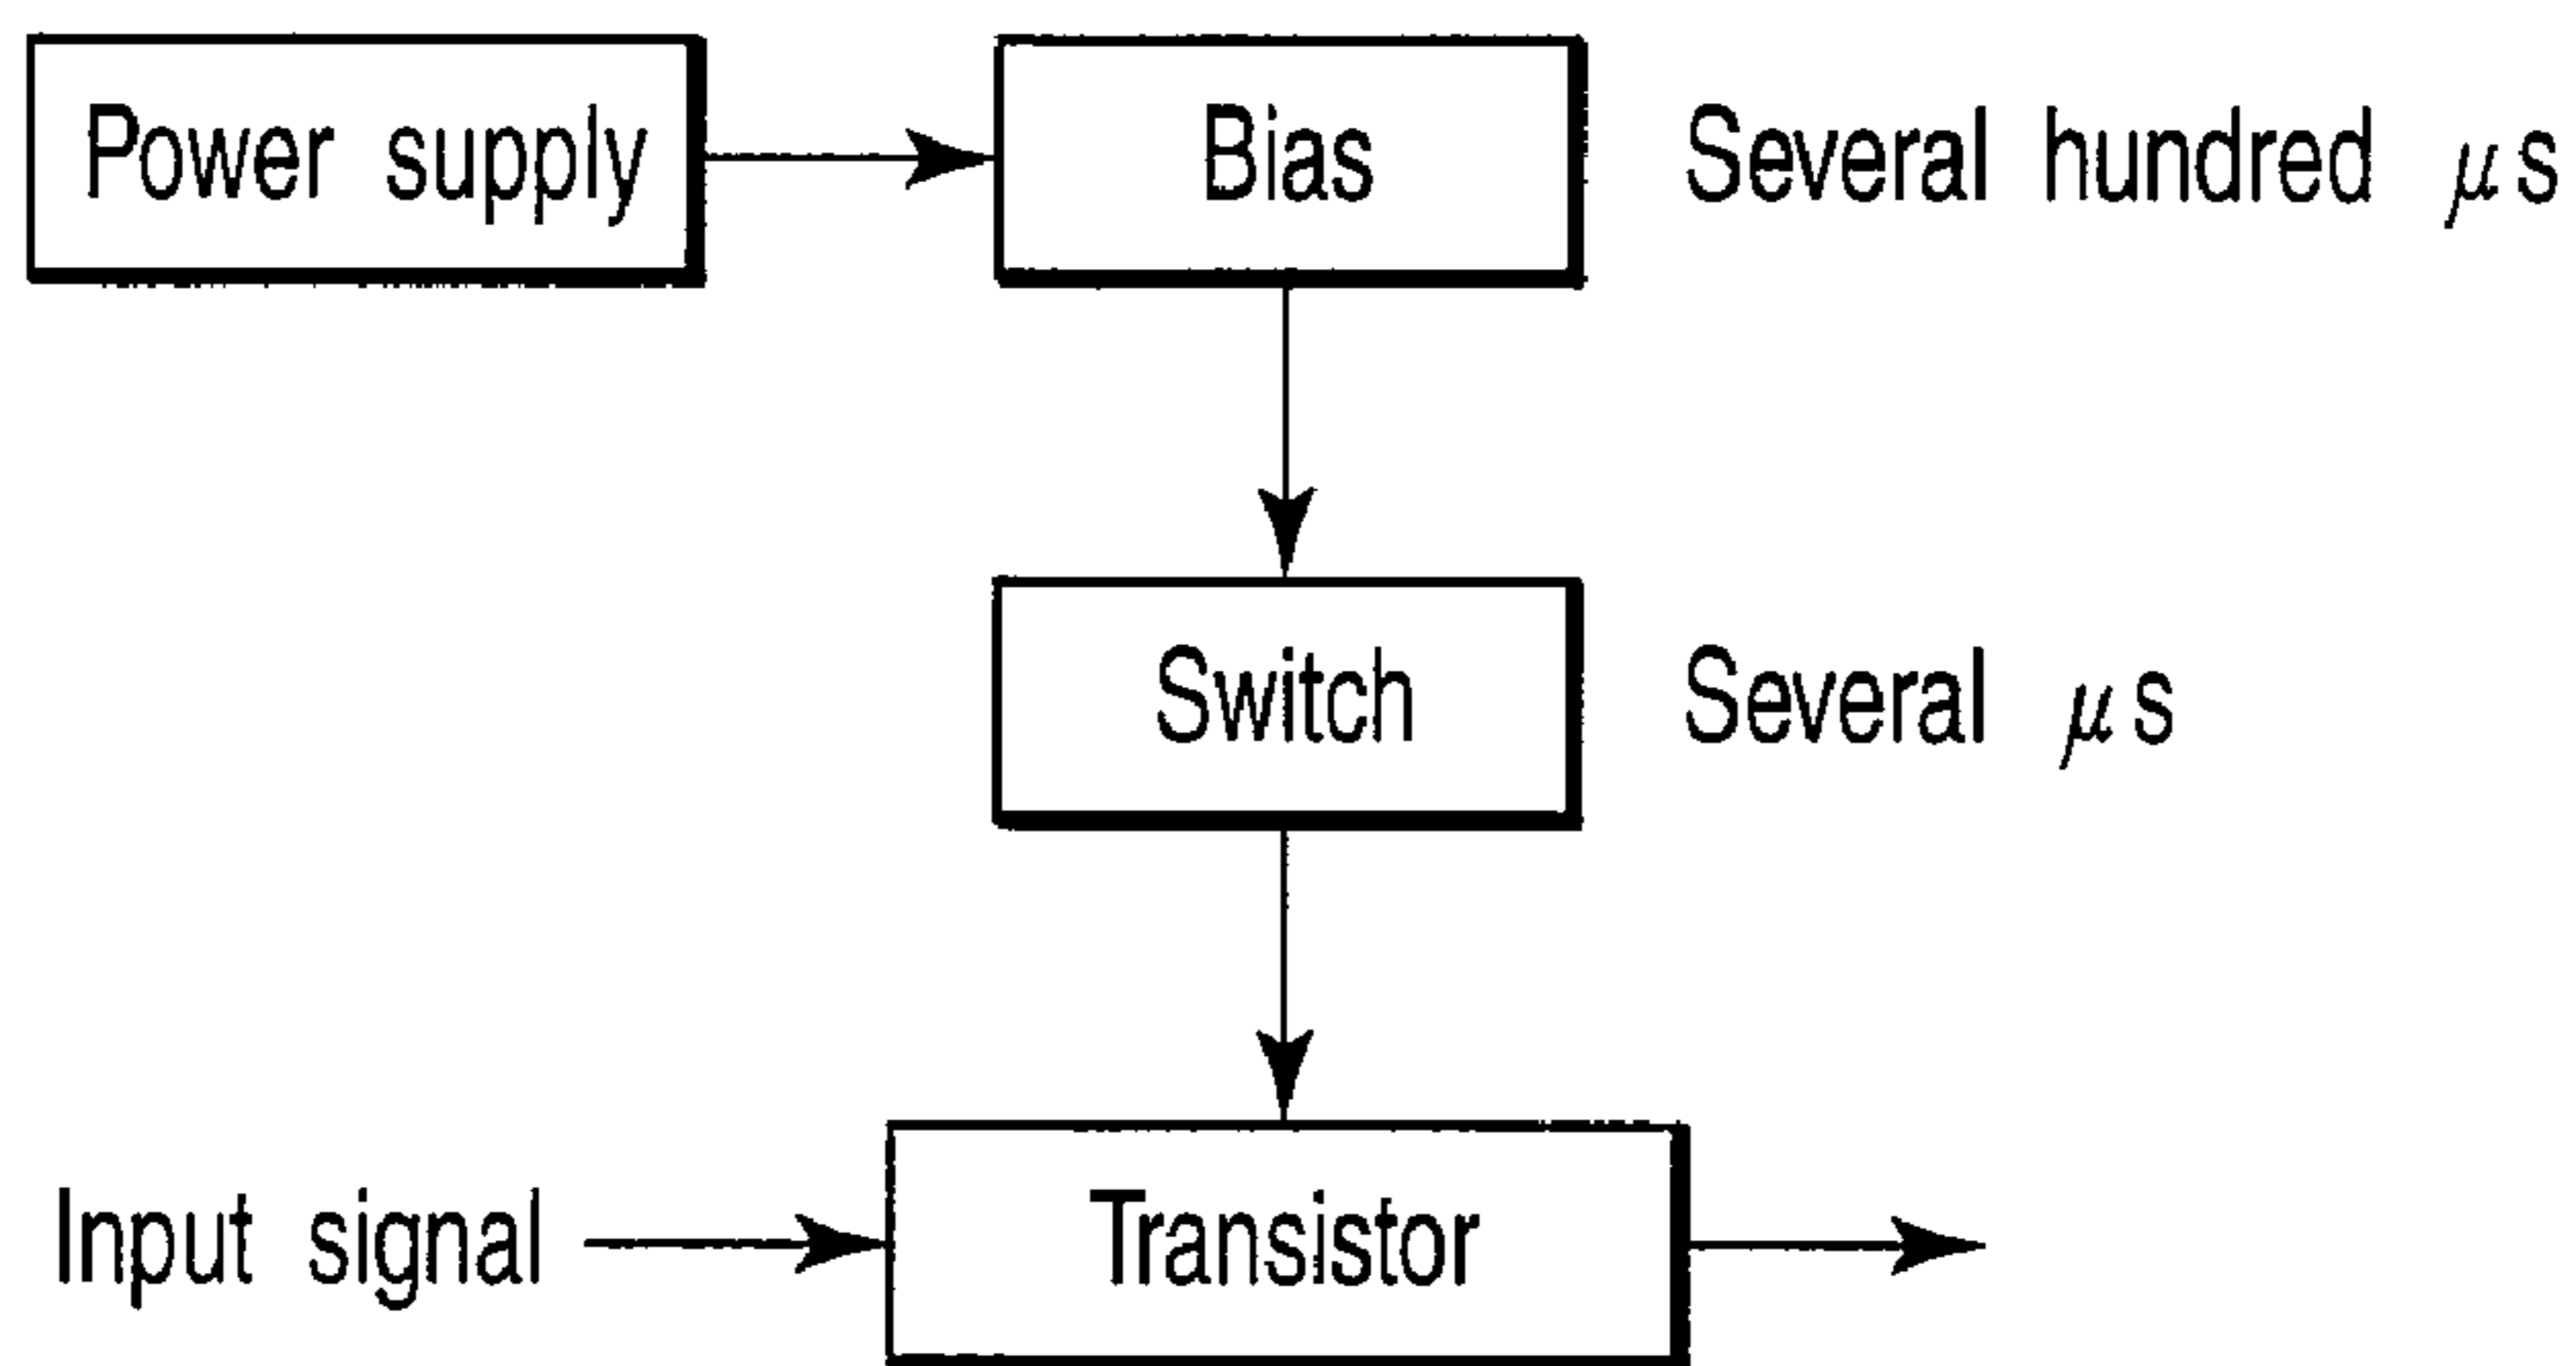 Power supply
Bias
Several hundred μs
Switch
Several μs
Input signal
Transistor